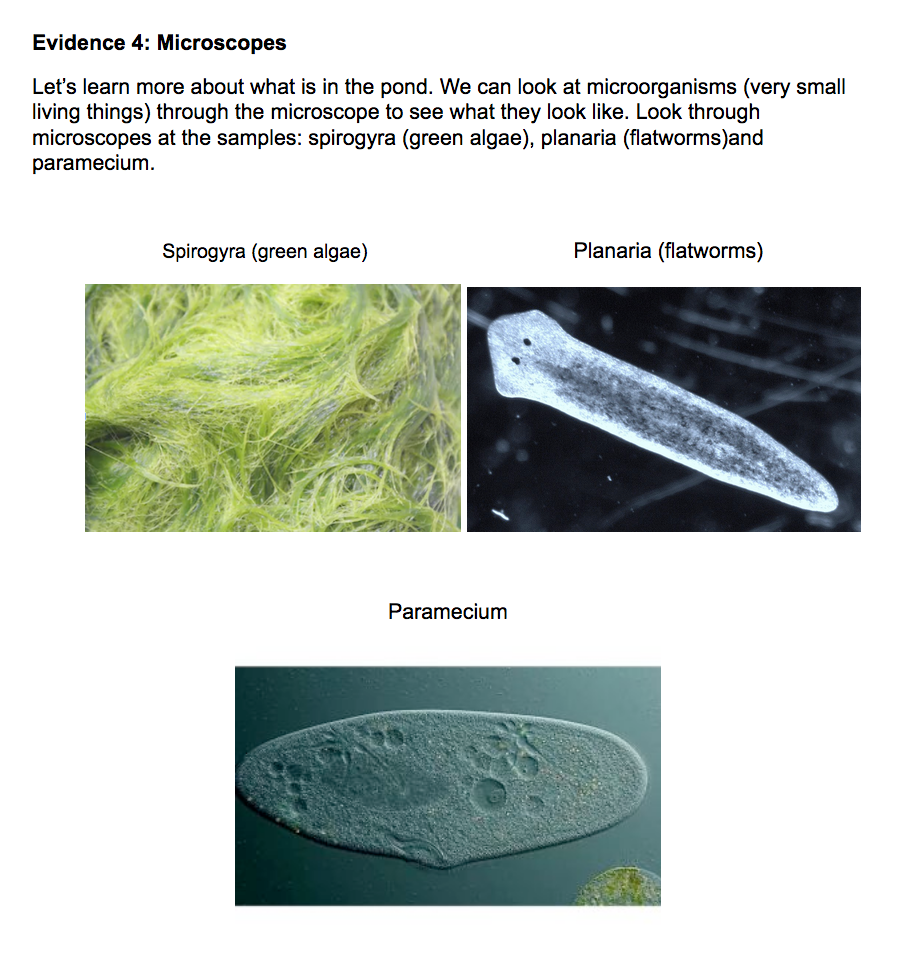 Evidence 4: Microscopes
Let’s learn more about what is in the pond. We can look at microorganisms (very small
living things) through the microscope to see what they look like. Look through
microscopes at the samples: spirogyra (green algae), planaria (flatworms)and
paramecium.
Spirogyra (green algae)
Planaria (flatworms)
Paramecium